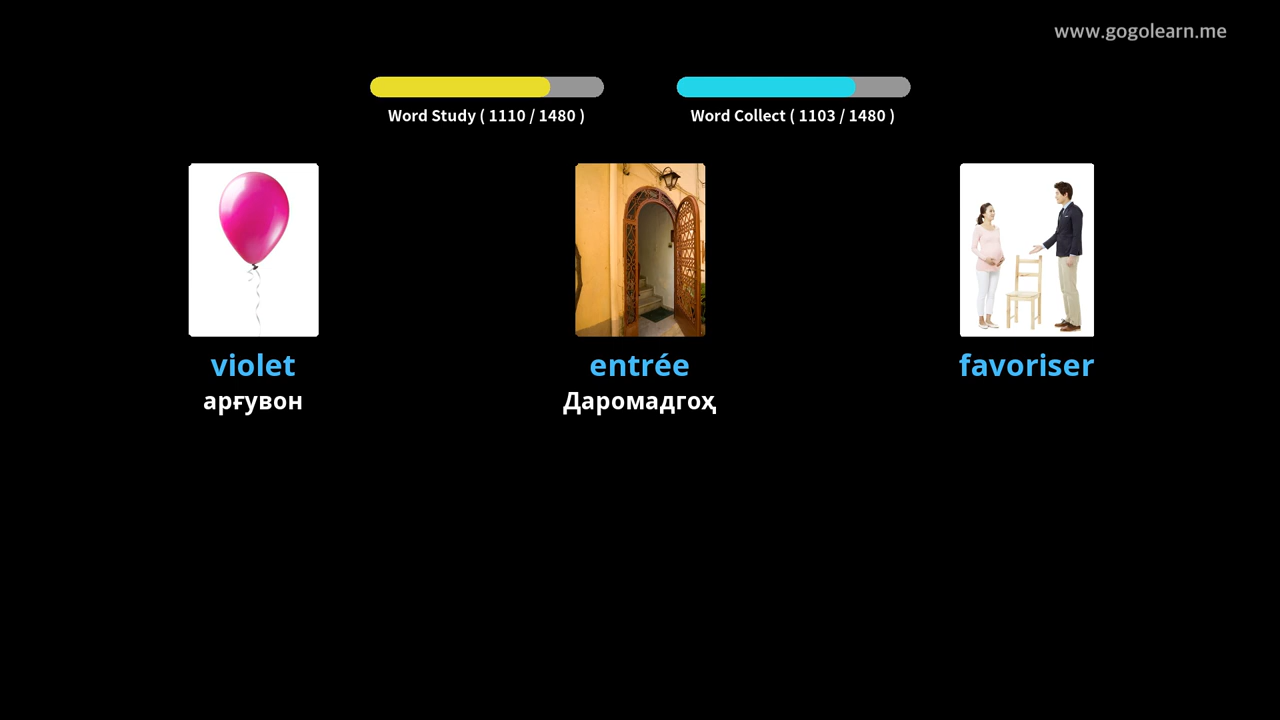 www.gogolearn.me
Word Study ( 1110 / 1480 )
Word Collect ( 1103 / 1480 )
violet
entrée
favoriser
арғувон
Даромадгоҳ